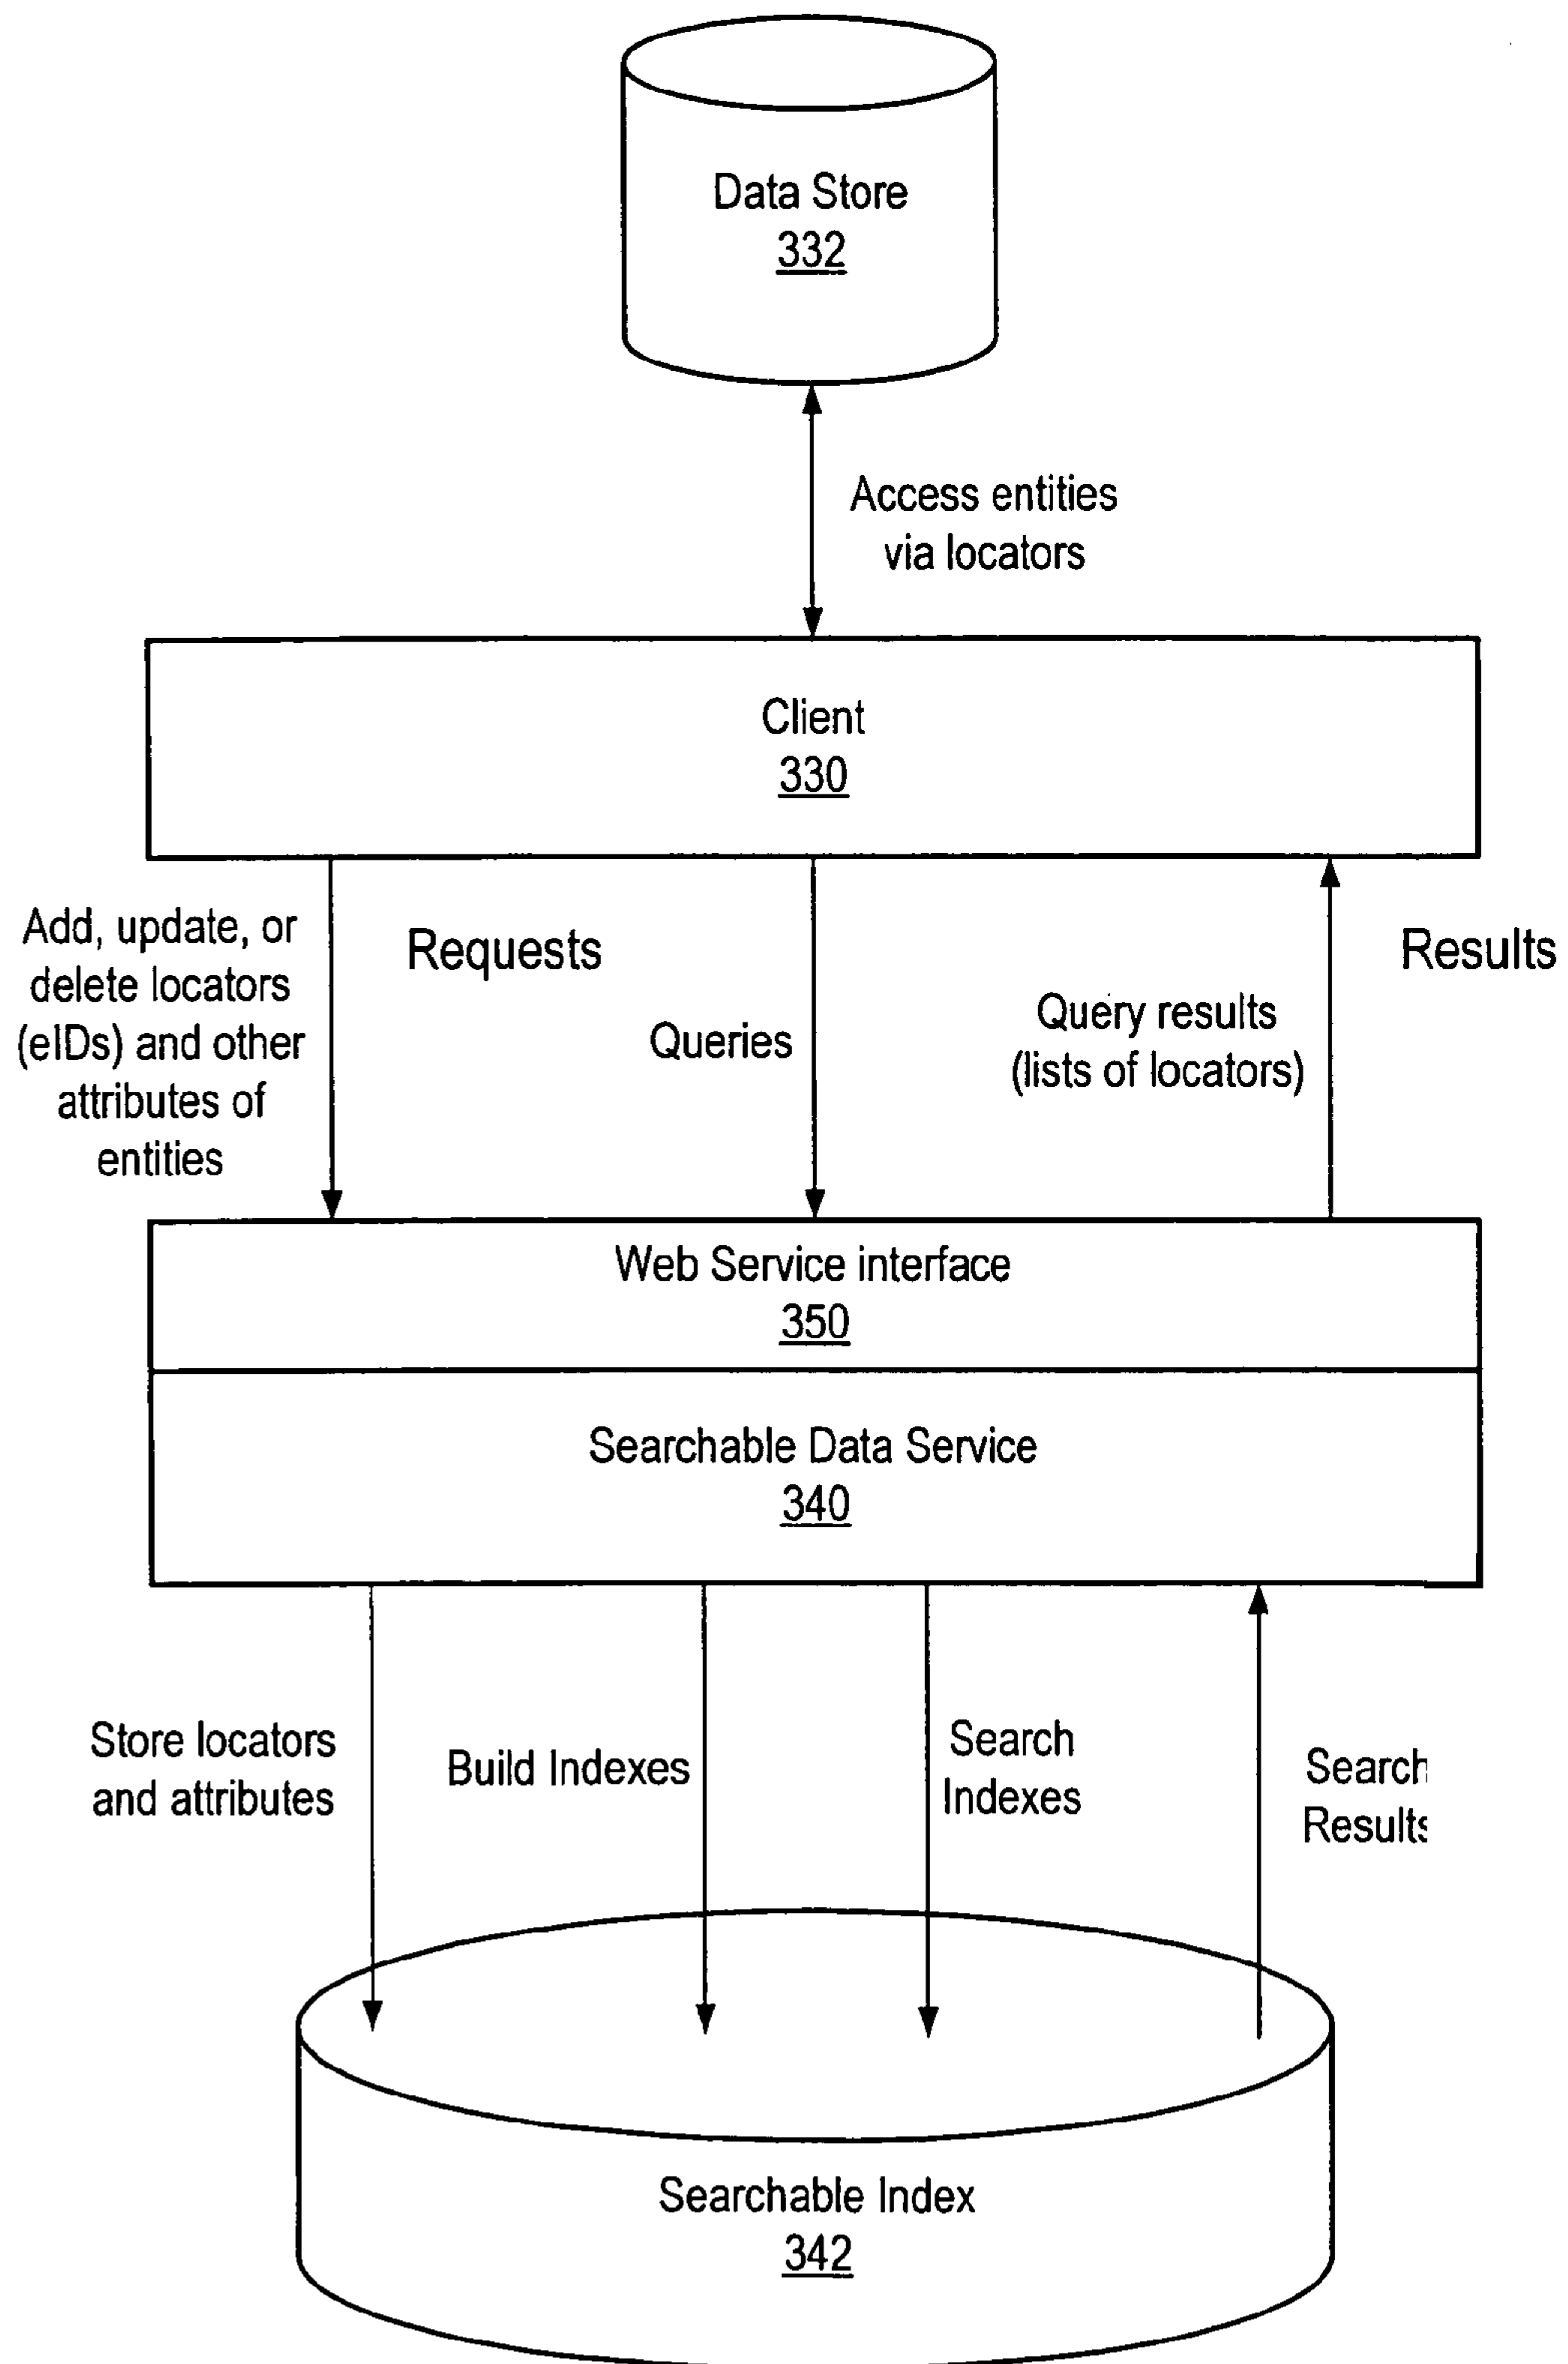 Data Store
332
Access entities
via locators
Client
330
Add, update, or
delete locators
(eIDs) and other
attributes of
entities
Requests
Queries
Query results
(lists of locators)
Results
Web Service interface
350
Searchable Data Service
340
Store locators
and attributes
Build Indexes
Search
Indexes
Search
Results
Searchable Index
342